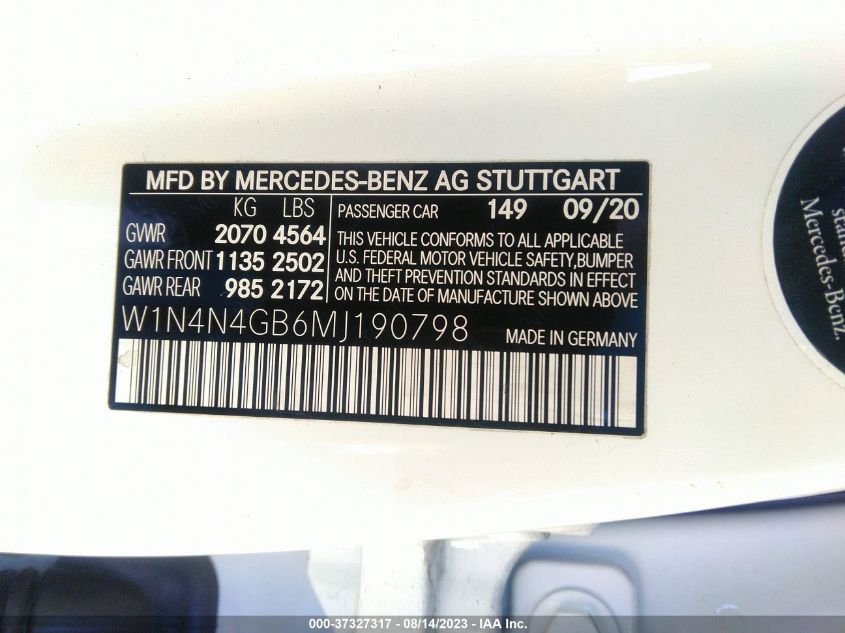 MFD BY MERCEDES-BENZ AG STUTTGART
KG LBS
GVWR 2070 4564
GAWR FRONT 1135 2502
GAWR REAR 985 2172
PASSENGER CAR 149 09/20
THIS VEHICLE CONFORMS TO ALL APPLICABLE
U.S. FEDERAL MOTOR VEHICLE SAFETY,BUMPER
AND THEFT PREVENTION STANDARDS IN EFFECT
ON THE DATE OF MANUFACTURE SHOWN ABOVE
W1N4N4GB6MJ190798
MADE IN GERMANY
Mercedes-Benz.
000-37327317 - 08/14/2023 - © IAA Inc.